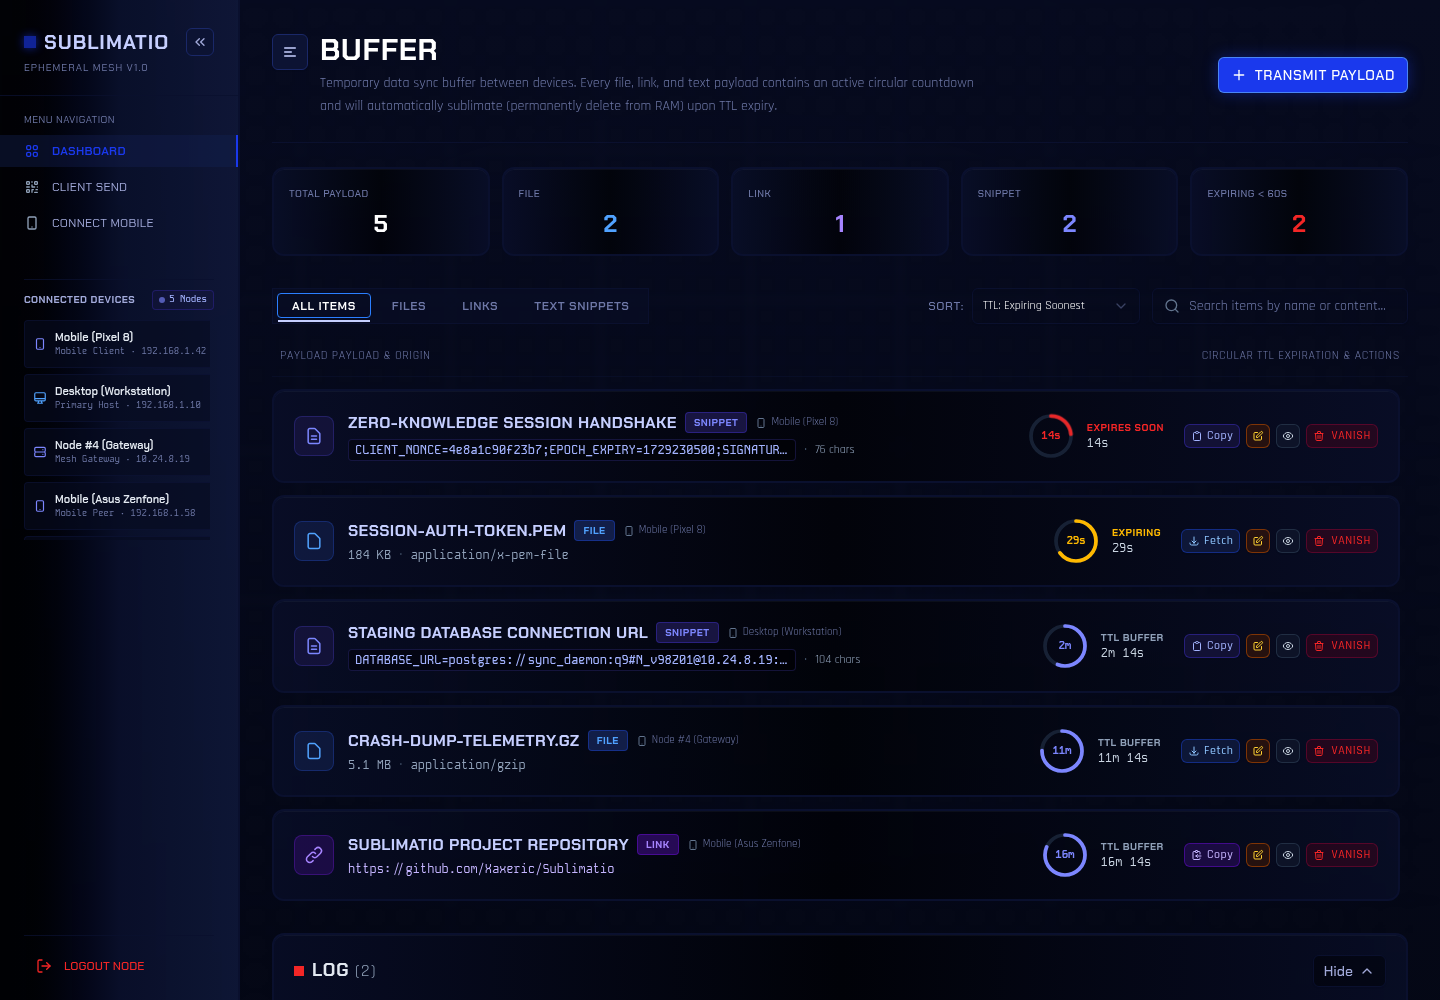 SUBLIMATIO
EPHEMERAL MESH V1.0
MENU NAVIGATION
DASHBOARD
CLIENT SEND
CONNECT MOBILE
CONNECTED DEVICES
5 Nodes
Mobile (Pixel 8)
Mobile Client · 192.168.1.42
Desktop (Workstation)
Primary Host · 192.168.1.10
Node #4 (Gateway)
Mesh Gateway · 10.24.8.19
Mobile (Asus Zenfone)
Mobile Peer · 192.168.1.58
LOGOUT NODE
BUFFER
Temporary data sync buffer between devices. Every file, link, and text payload contains an active circular countdown
and will automatically sublimate (permanently delete from RAM) upon TTL expiry.
TRANSMIT PAYLOAD
TOTAL PAYLOAD
5
FILE
2
LINK
1
SNIPPET
2
EXPIRING < 60S
2
ALL ITEMS
FILES
LINKS
TEXT SNIPPETS
SORT:
TTL: Expiring Soonest
Search items by name or content...
PAYLOAD PAYLOAD & ORIGIN
CIRCULAR TTL EXPIRATION & ACTIONS
ZERO-KNOWLEDGE SESSION HANDSHAKE SNIPPET Mobile (Pixel 8)
CLIENT_NONCE=4e8a1c90f23b7;EPOCH_EXPIRY=1729230500;SIGNATUR… · 76 chars
14s
EXPIRES SOON
14s
Copy
VANISH
SESSION-AUTH-TOKEN.PEM FILE Mobile (Pixel 8)
184 KB · application/x-pem-file
29s
EXPIRING
29s
Fetch
VANISH
STAGING DATABASE CONNECTION URL SNIPPET Desktop (Workstation)
DATABASE_URL=postgres://sync_daemon:q9#N_v98Z01@10.24.8.19:… · 104 chars
2m
TTL BUFFER
2m 14s
Copy
VANISH
CRASH-DUMP-TELEMETRY.GZ FILE Node #4 (Gateway)
5.1 MB · application/gzip
11m
TTL BUFFER
11m 14s
Fetch
VANISH
SUBLIMATIO PROJECT REPOSITORY LINK Mobile (Asus Zenfone)
https://github.com/Xaxeric/Sublimatio
16m
TTL BUFFER
16m 14s
Copy
VANISH
LOG (2)
Hide